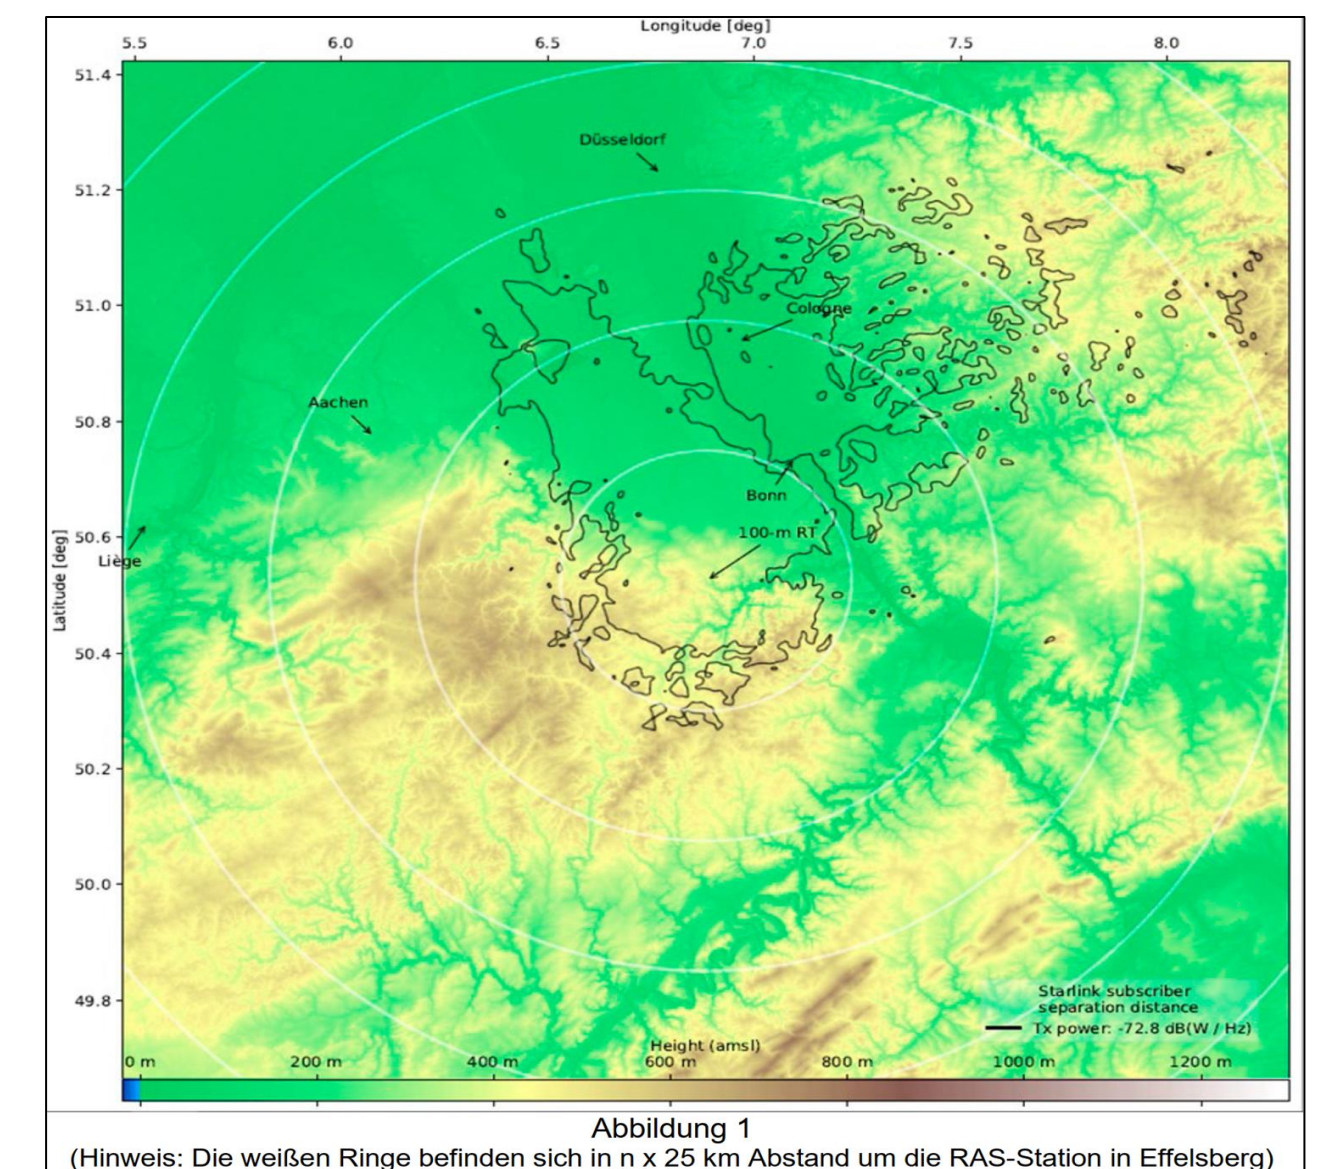 Longitude [deg]
5.5 6.0 6.5 7.0 7.5 8.0
51.4
Düsseldorf
51.2
51.0
Cologne
Aachen
50.8
Bonn
100-m RT
50.6
Liège
Latitude [deg]
50.4
50.2
50.0
49.8
Starlink subscriber
separation distance
Tx power: -72.8 dB(W / Hz)
Height (amsl)
0 m 200 m 400 m 600 m 800 m 1000 m 1200 m
Abbildung 1
(Hinweis: Die weißen Ringe befinden sich in n x 25 km Abstand um die RAS-Station in Effelsberg)